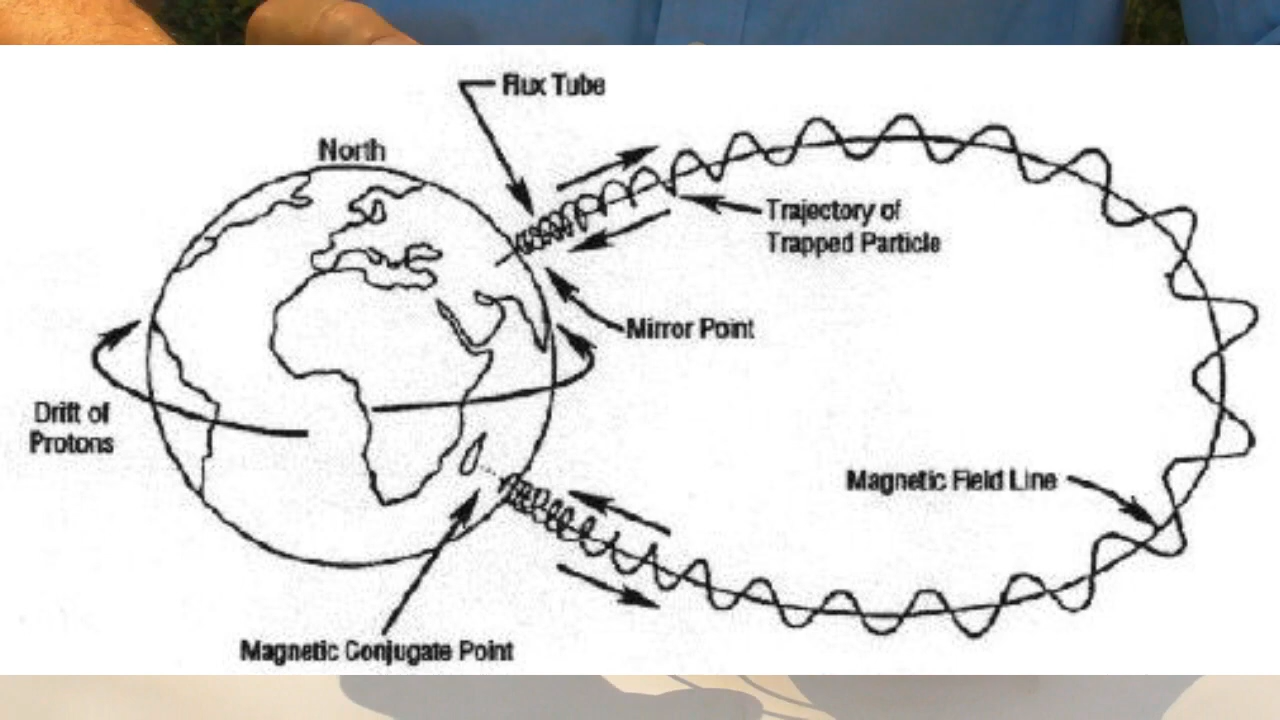 Flux Tube
North
Trajectory of
Trapped Particle
Mirror Point
Drift of
Protons
Magnetic Field Line
Magnetic Conjugate Point